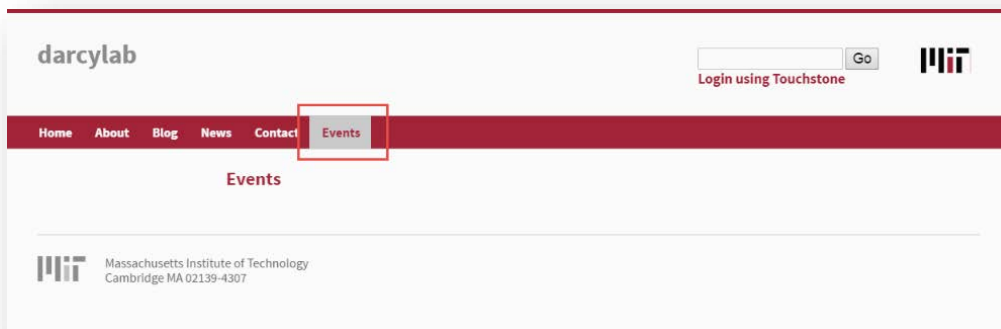 darcylab
Go
Login using Touchstone
MIT
Home About Blog News Contact Events
Events
MIT
Massachusetts Institute of Technology
Cambridge MA 02139-4307